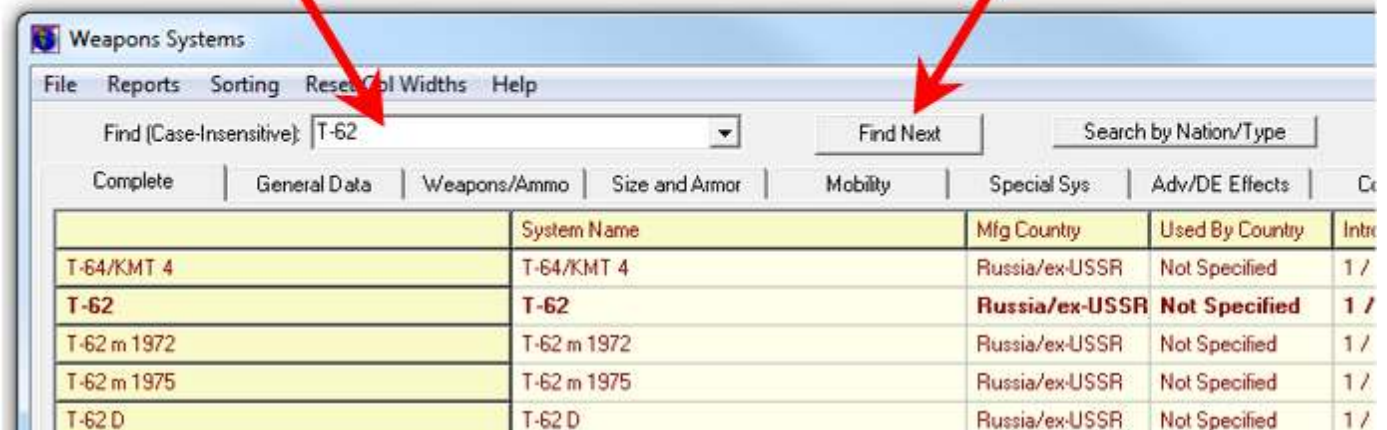 Weapons Systems
File Reports Sorting Reset Col Widths Help
Find (Case-Insensitive): T-62 Find Next Search by Nation/Type
Complete General Data Weapons/Ammo Size and Armor Mobility Special Sys Adv/DE Effects
System Name Mfg Country Used By Country
T-64/KMT 4 T-64/KMT 4 Russia/ex-USSR Not Specified 1 /
T-62 T-62 Russia/ex-USSR Not Specified 1 /
T-62 m 1972 T-62 m 1972 Russia/ex-USSR Not Specified 1 /
T-62 m 1975 T-62 m 1975 Russia/ex-USSR Not Specified 1 /
T-62 D T-62 D Russia/ex-USSR Not Specified 1 /